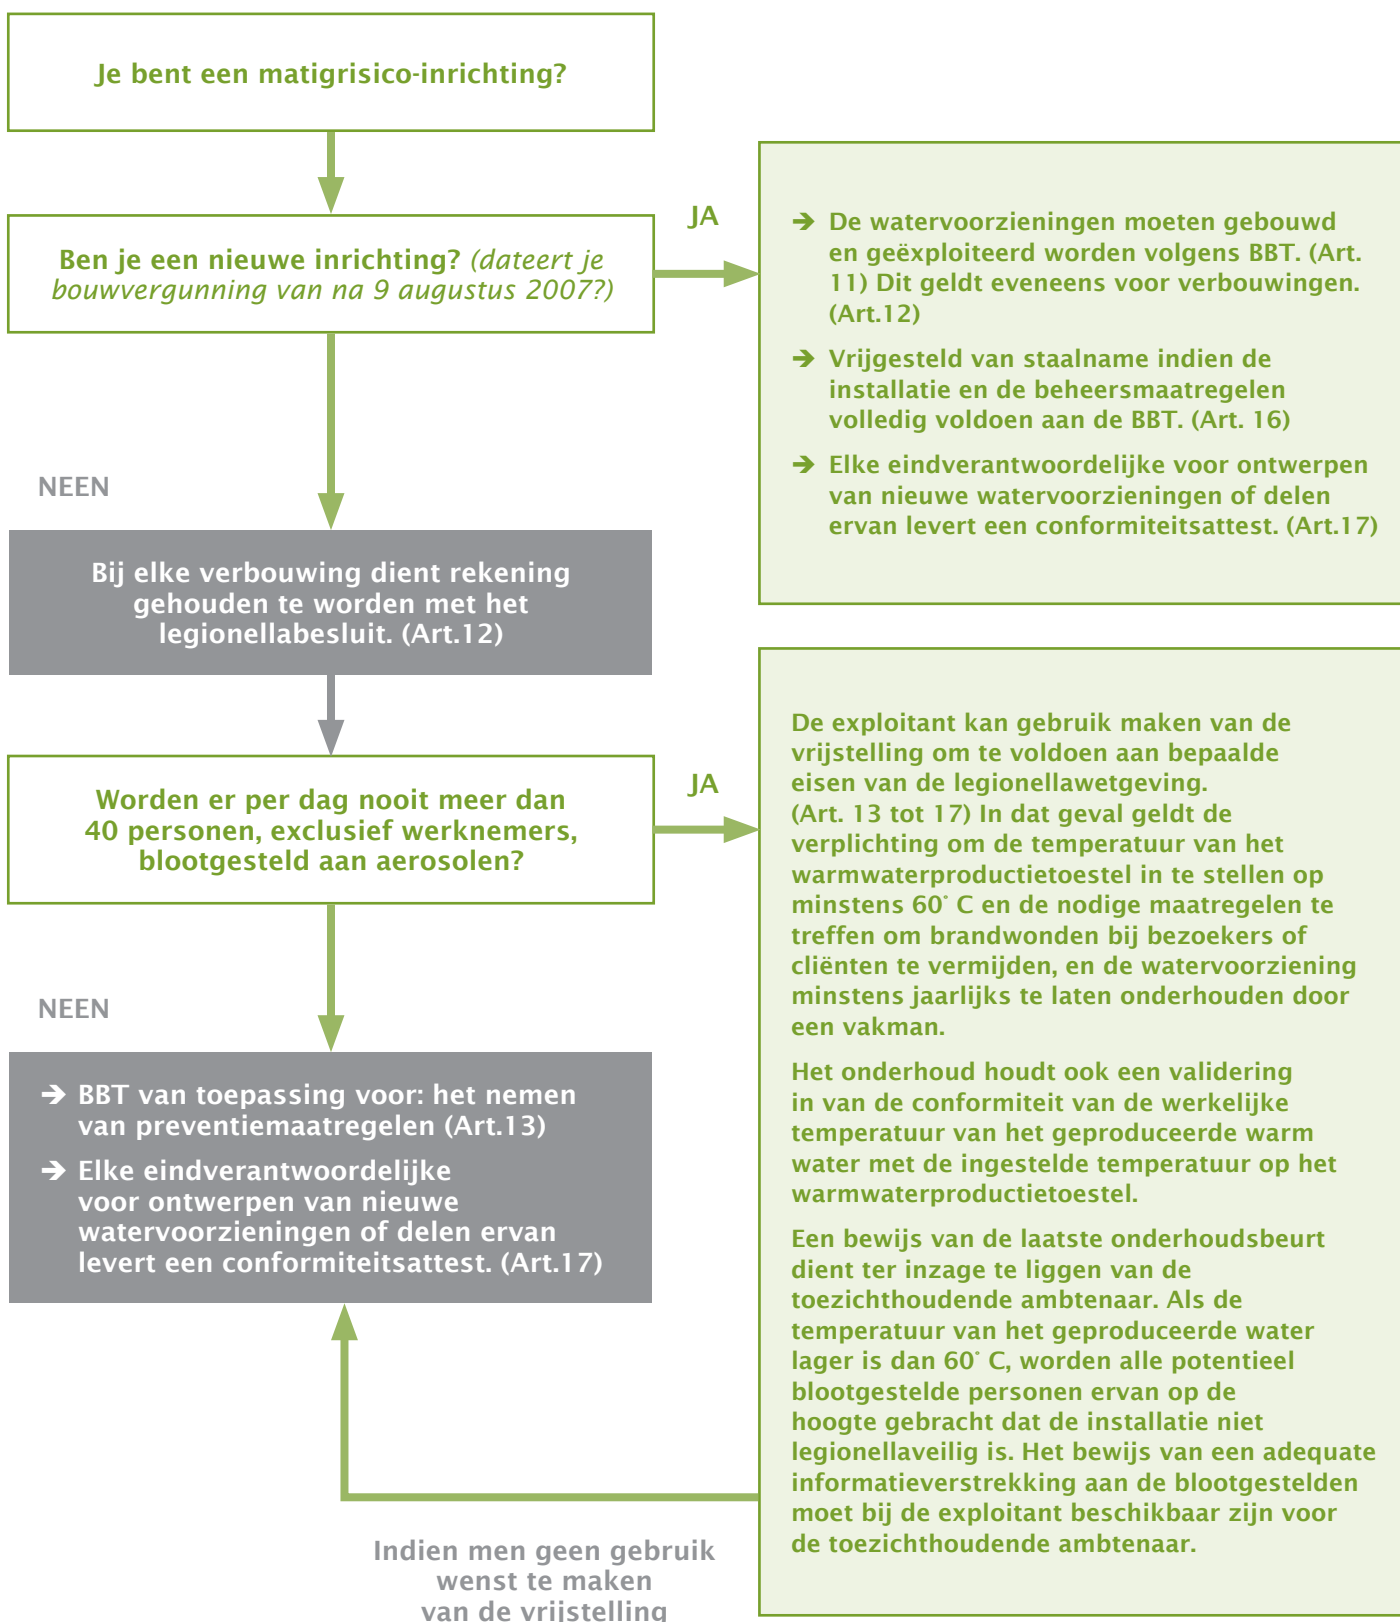 Je bent een matigrisico-inrichting?
Ben je een nieuwe inrichting? (dateert je
bouwvergunning van na 9 augustus 2007?)
JA
➔ De watervoorzieningen moeten gebouwd
en geëxploiteerd worden volgens BBT. (Art.
11) Dit geldt eveneens voor verbouwingen.
(Art.12)
➔ Vrijgesteld van staalname indien de
installatie en de beheersmaatregelen
volledig voldoen aan de BBT. (Art. 16)
➔ Elke eindverantwoordelijke voor ontwerpen
van nieuwe watervoorzieningen of delen
ervan levert een conformiteitsattest. (Art.17)
NEEN
Bij elke verbouwing dient rekening
gehouden te worden met het
legionellabesluit. (Art.12)
Worden er per dag nooit meer dan
40 personen, exclusief werknemers,
blootgesteld aan aerosolen?
JA
De exploitant kan gebruik maken van de
vrijstelling om te voldoen aan bepaalde
eisen van de legionellawetgeving.
(Art. 13 tot 17) In dat geval geldt de
verplichting om de temperatuur van het
warmwaterproductietoestel in te stellen op
minstens 60° C en de nodige maatregelen te
treffen om brandwonden bij bezoekers of
cliënten te vermijden, en de watervoorziening
minstens jaarlijks te laten onderhouden door
een vakman.
Het onderhoud houdt ook een validering
in van de conformiteit van de werkelijke
temperatuur van het geproduceerde warm
water met de ingestelde temperatuur op het
warmwaterproductietoestel.
Een bewijs van de laatste onderhoudsbeurt
dient ter inzage te liggen van de
toezichthoudende ambtenaar. Als de
temperatuur van het geproduceerde water
lager is dan 60° C, worden alle potentieel
blootgestelde personen ervan op de
hoogte gebracht dat de installatie niet
legionellaveilig is. Het bewijs van een adequate
informatieverstrekking aan de blootgestelden
moet bij de exploitant beschikbaar zijn voor
de toezichthoudende ambtenaar.
NEEN
➔ BBT van toepassing voor: het nemen
van preventiemaatregelen (Art.13)
➔ Elke eindverantwoordelijke
voor ontwerpen van nieuwe
watervoorzieningen of delen ervan
levert een conformiteitsattest. (Art.17)
Indien men geen gebruik
wenst te maken
van de vrijstelling